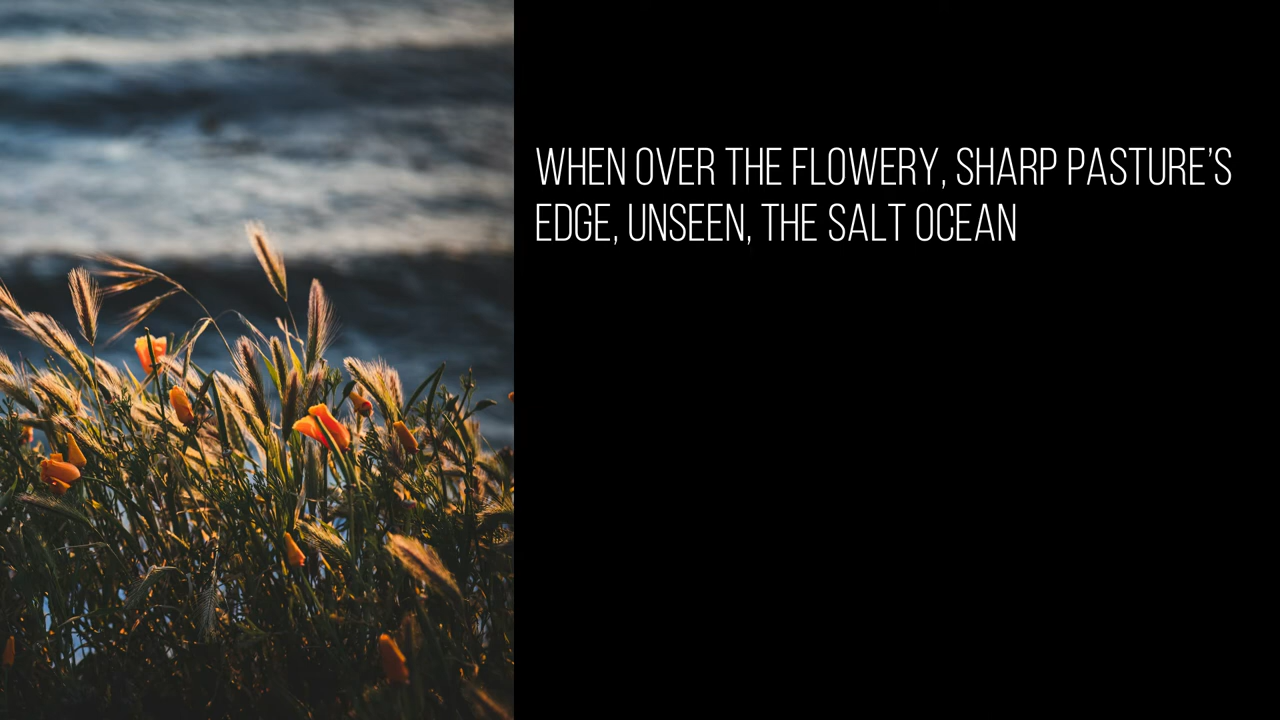 WHEN OVER THE FLOWERY, SHARP PASTURE’S
EDGE, UNSEEN, THE SALT OCEAN